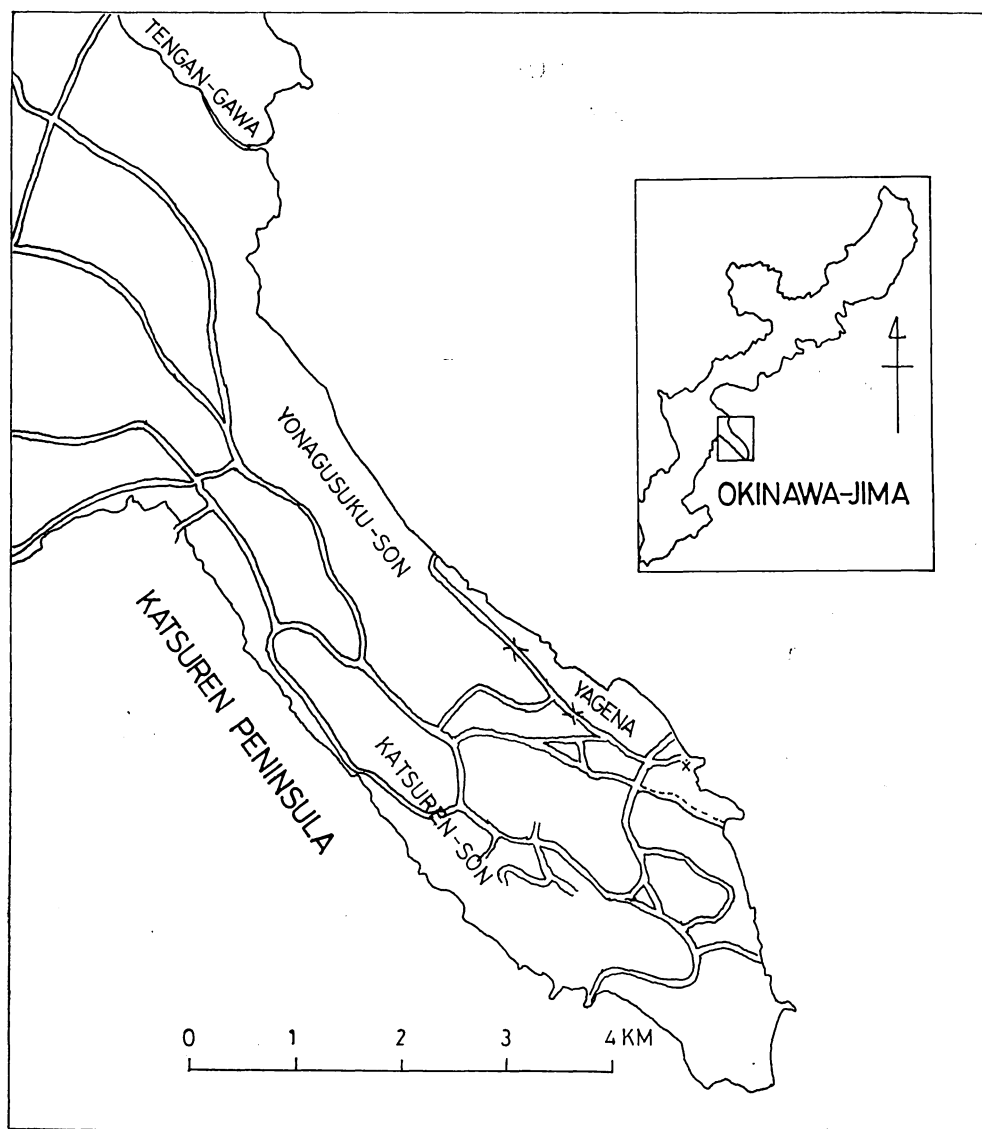 TENGAN-GAWA
YONAGUSUKU-SON
OKINAWA-JIMA
KATSUREN PENINSULA
YAGENA
KATSUREN-SON
0 1 2 3 4 KM